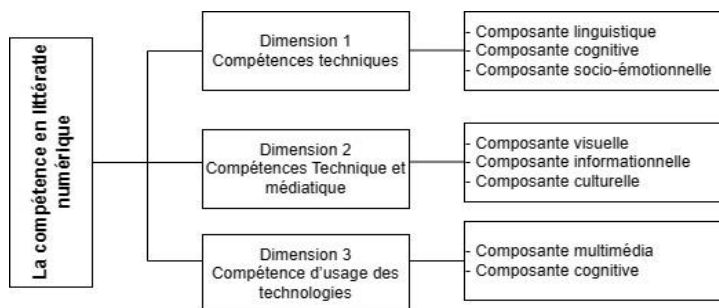 La compétence en littératie
numérique
Dimension 1
Compétences techniques
- Composante linguistique
- Composante cognitive
- Composante socio-émotionnelle
Dimension 2
Compétences Technique et
médiatique
- Composante visuelle
- Composante informationnelle
- Composante culturelle
Dimension 3
Compétence d'usage des
technologies
- Composante multimédia
- Composante cognitive